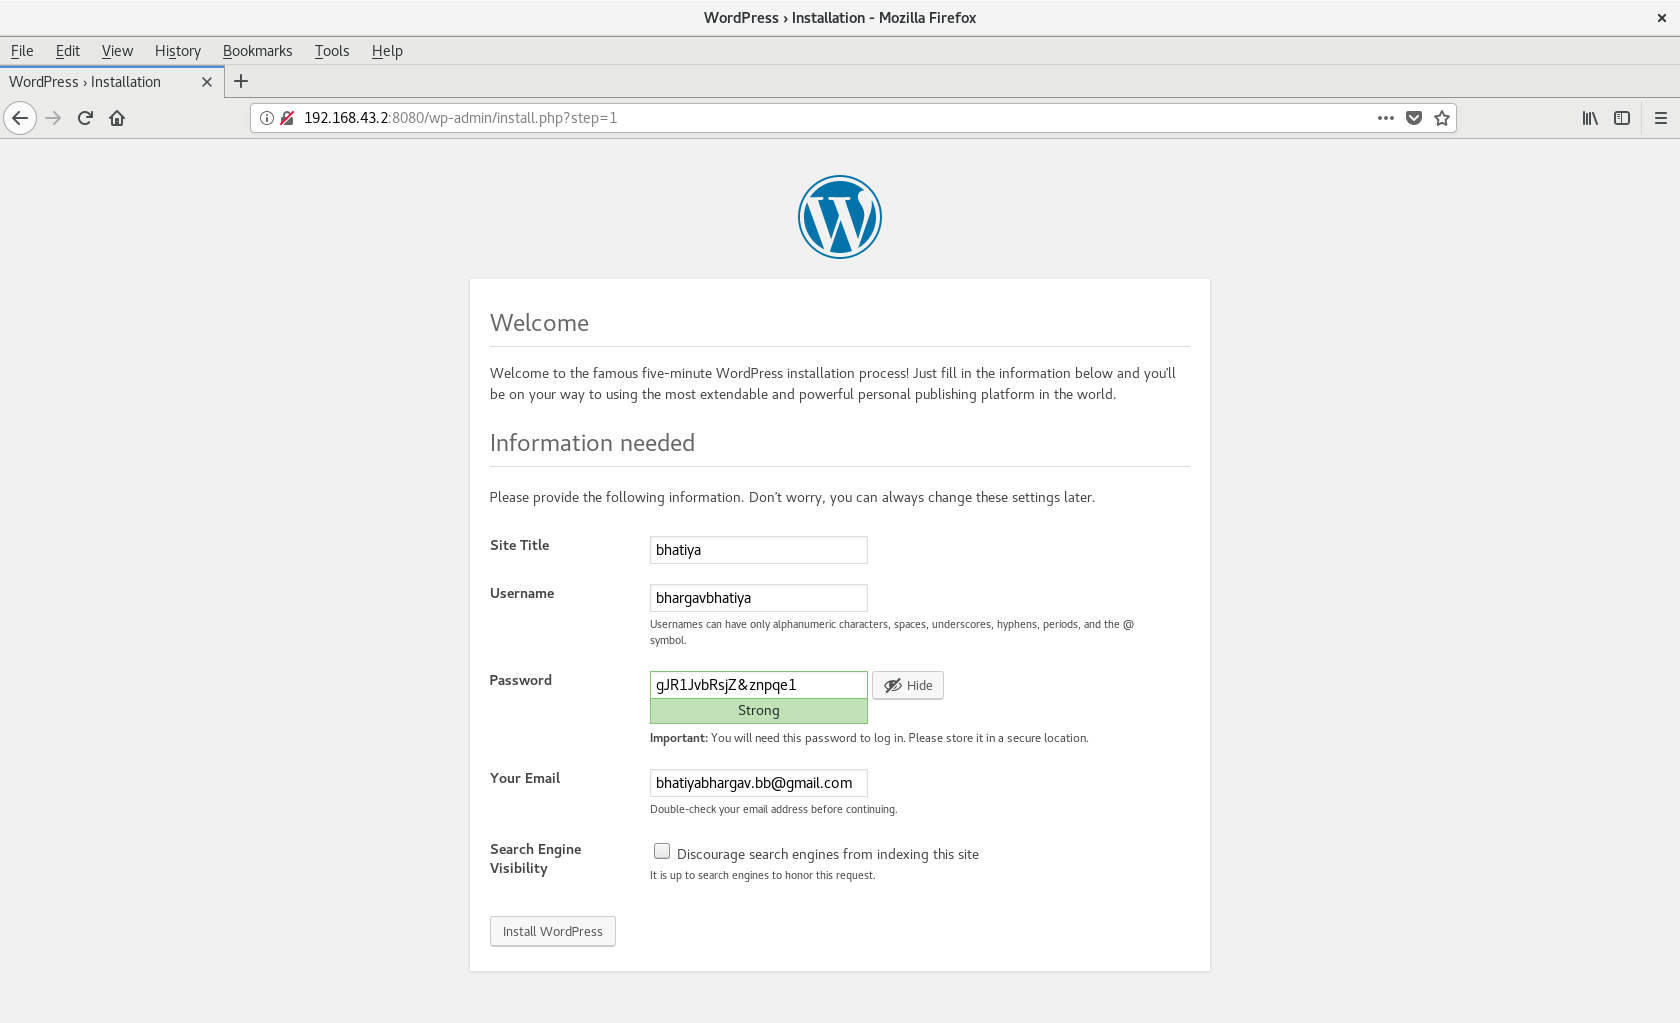 WordPress › Installation - Mozilla Firefox
File Edit View History Bookmarks Tools Help
WordPress › Installation
192.168.43.2:8080/wp-admin/install.php?step=1
W
Welcome
Welcome to the famous five-minute WordPress installation process! Just fill in the information below and you'll
be on your way to using the most extendable and powerful personal publishing platform in the world.
Information needed
Please provide the following information. Don't worry, you can always change these settings later.
Site Title bhatiya
Username bhargavbhatiya
Usernames can have only alphanumeric characters, spaces, underscores, hyphens, periods, and the @
symbol.
Password gJR1JvbRsjZ&znpqe1 Hide
Strong
Important: You will need this password to log in. Please store it in a secure location.
Your Email bhatiyabhargav.bb@gmail.com
Double-check your email address before continuing.
Search Engine
Visibility
Discourage search engines from indexing this site
It is up to search engines to honor this request.
Install WordPress